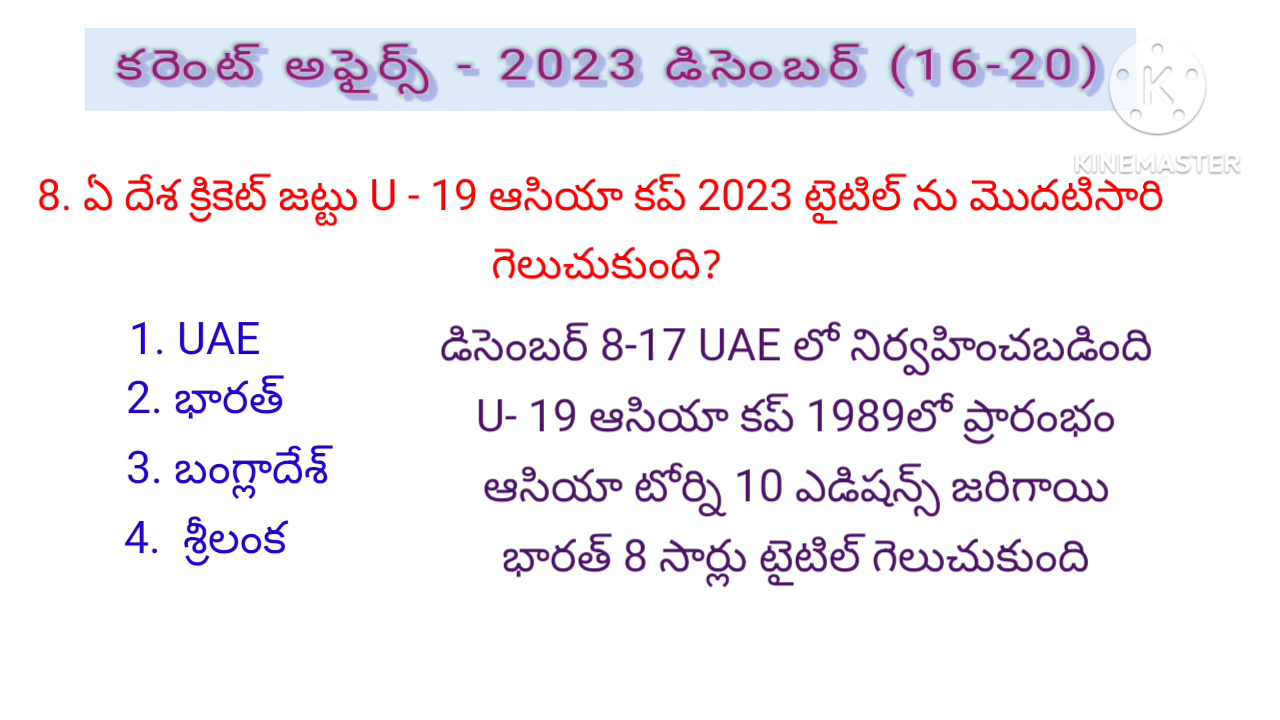 కరెంట్ అఫైర్స్ - 2023 డిసెంబర్ (16-20)
KINEMASTER
8. ఏ దేశ క్రికెట్ జట్టు U - 19 ఆసియా కప్ 2023 టైటిల్ ను మొదటిసారి
గెలుచుకుంది?
1. UAE
2. భారత్
3. బంగ్లాదేశ్
4. శ్రీలంక
డిసెంబర్ 8-17 UAE లో నిర్వహించబడింది
U- 19 ఆసియా కప్ 1989లో ప్రారంభం
ఆసియా టోర్ని 10 ఎడిషన్స్ జరిగాయి
భారత్ 8 సార్లు టైటిల్ గెలుచుకుంది